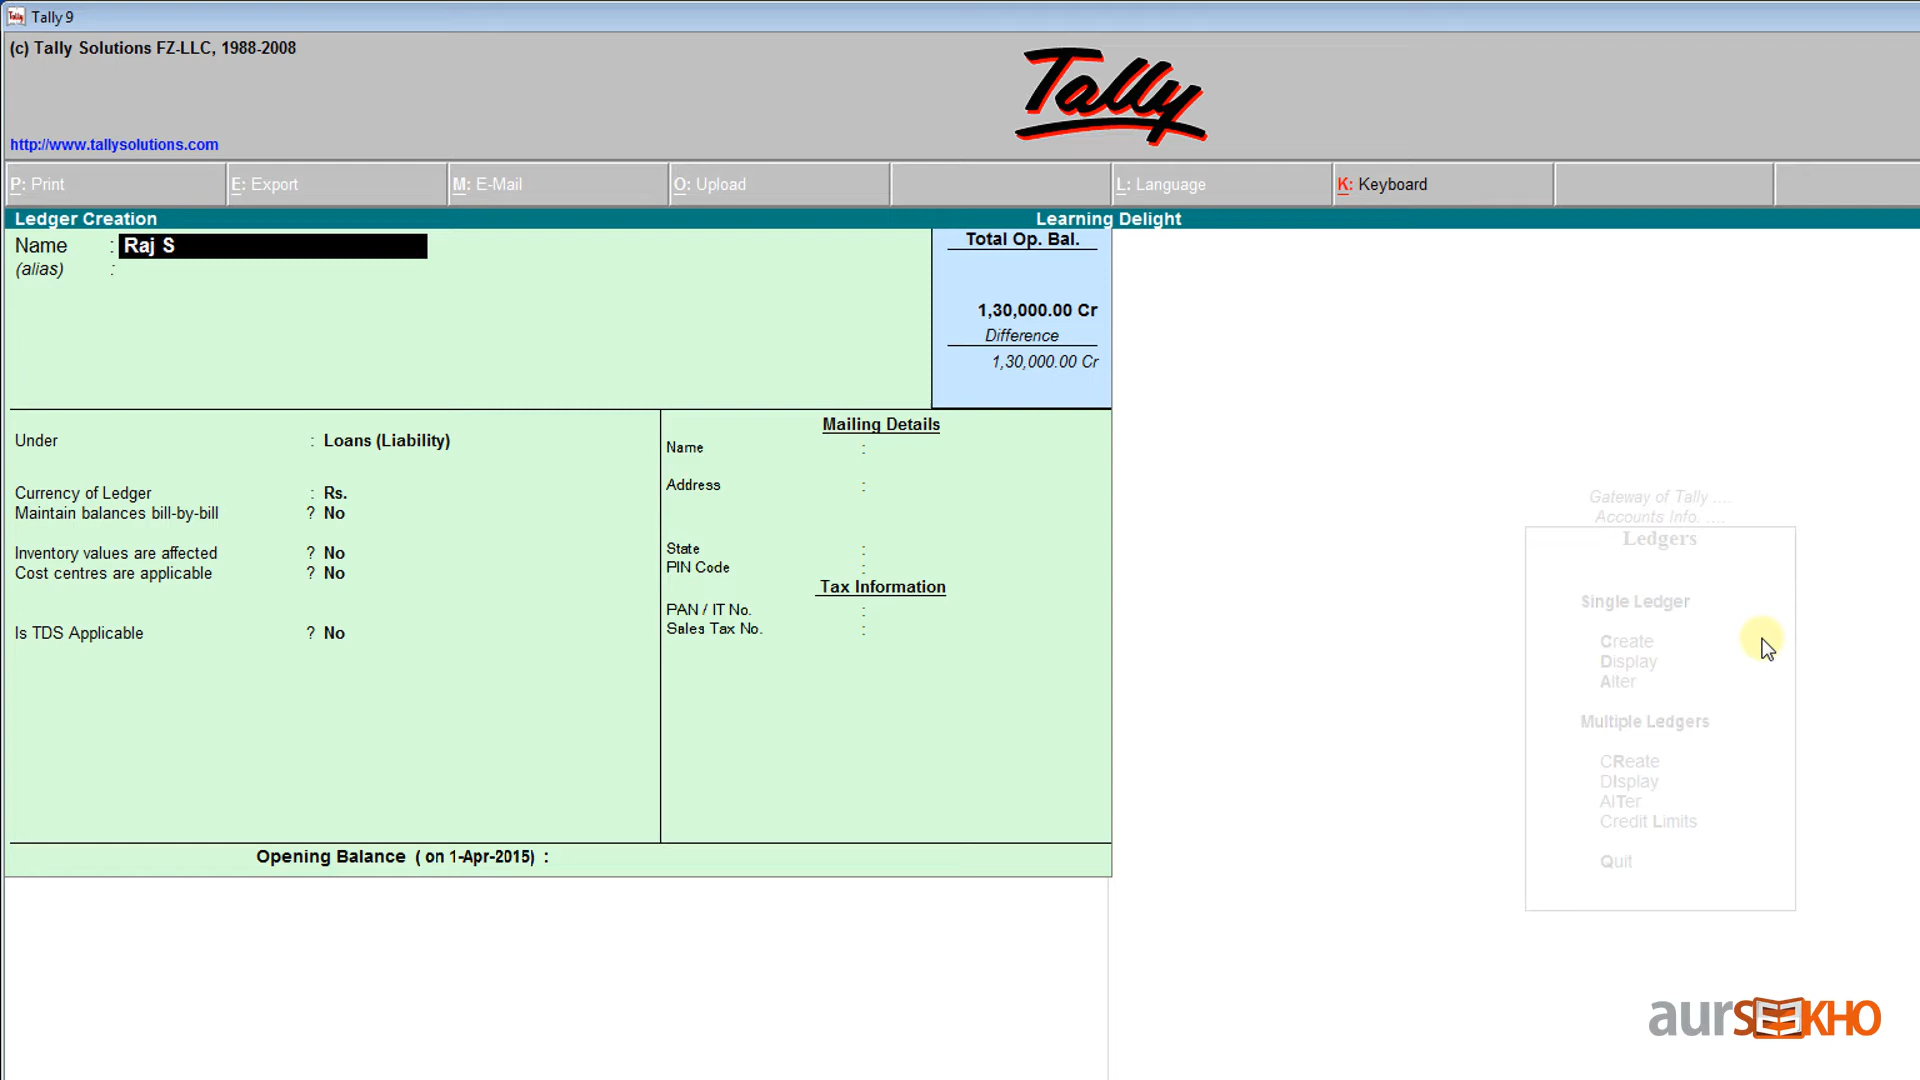 Tally 9
(c) Tally Solutions FZ-LLC, 1988-2008
Tally
http://www.tallysolutions.com
P: Print E: Export M: E-Mail O: Upload L: Language K: Keyboard
Ledger Creation Learning Delight
Name : Raj S
(alias) :
Total Op. Bal.
1,30,000.00 Cr
Difference
1,30,000.00 Cr
Under : Loans (Liability)
Currency of Ledger : Rs.
Maintain balances bill-by-bill ? No
Inventory values are affected ? No
Cost centres are applicable ? No
Is TDS Applicable ? No
Mailing Details
Name :
Address :
State :
PIN Code :
Tax Information
PAN / IT No. :
Sales Tax No. :
Opening Balance ( on 1-Apr-2015) :
Gateway of Tally ....
Accounts Info. ....
Ledgers
Single Ledger
Create
Display
Alter
Multiple Ledgers
CReate
DIsplay
AlTer
Credit Limits
Quit
aurSEEKHO